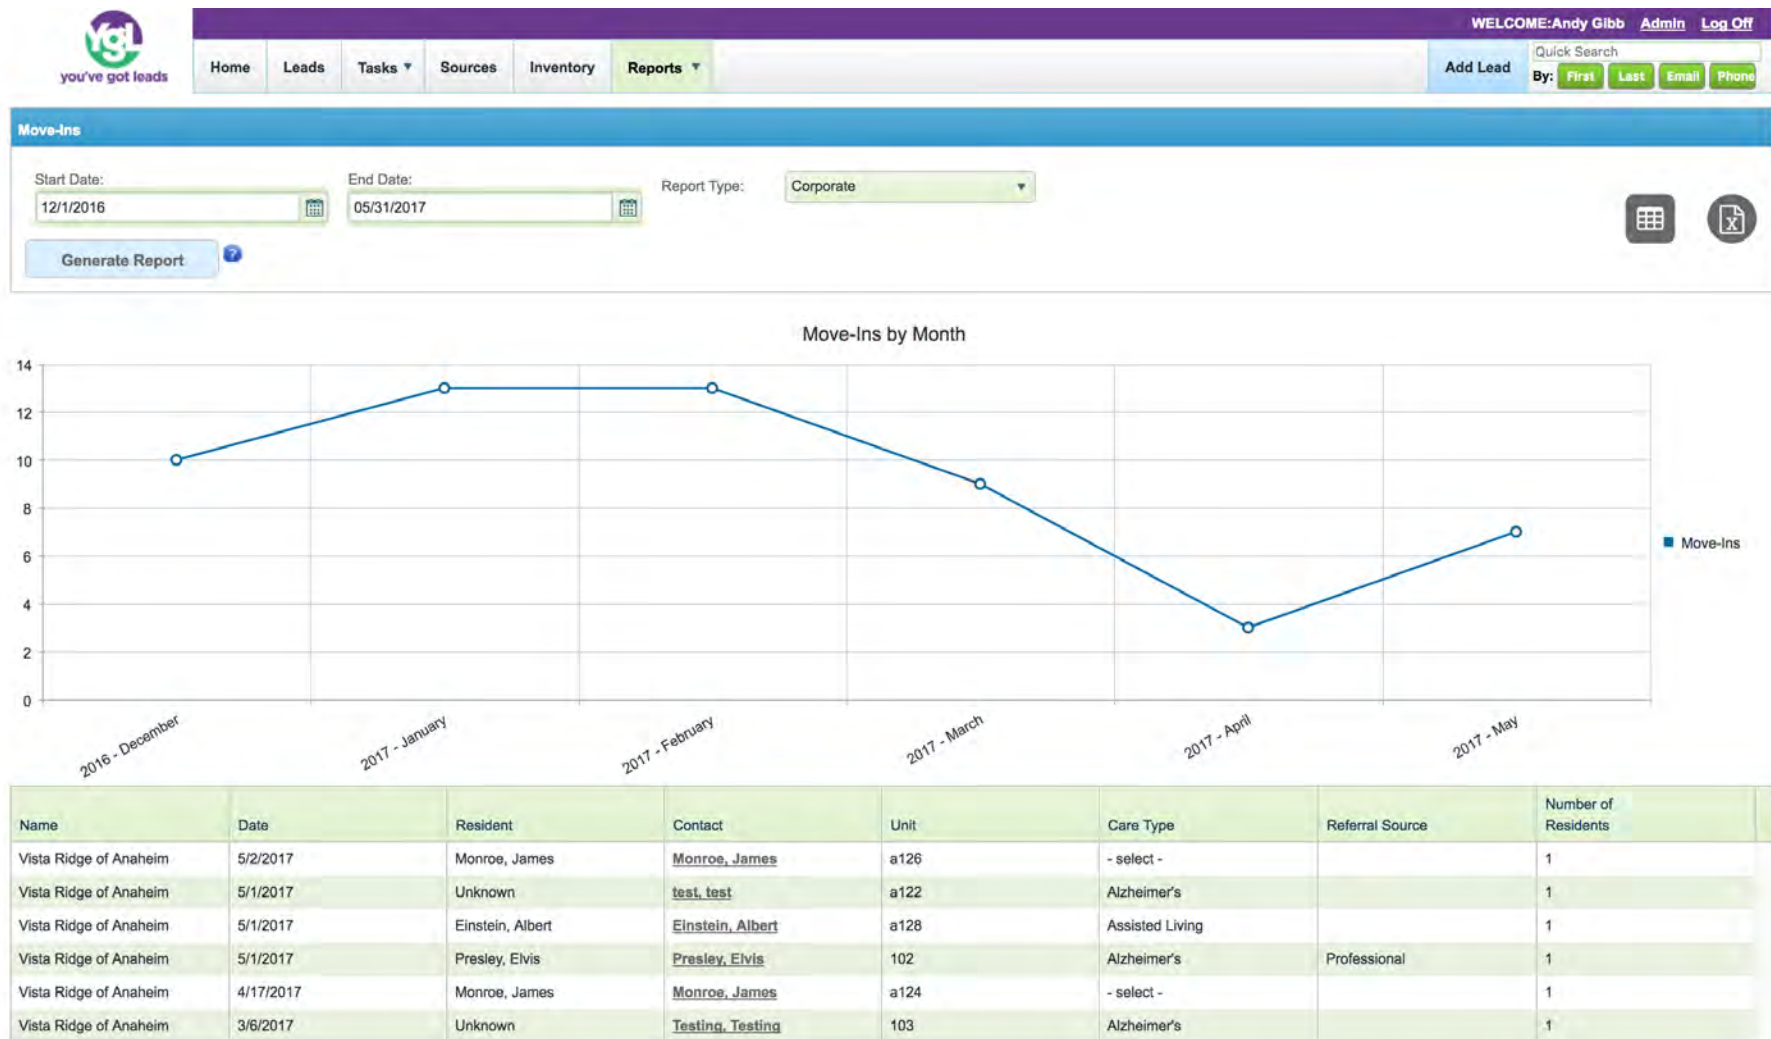 YgL
you've got leads
WELCOME:Andy Gibb Admin Log Off
Home Leads Tasks Sources Inventory Reports
Add Lead
Quick Search
By: First Last Email Phone
Move-Ins
Start Date:
12/1/2016
End Date:
05/31/2017
Report Type: Corporate
Generate Report ?
X
Move-Ins by Month
14
12
10
8
6
4
2
0
Move-Ins
2016 - December 2017 - January 2017 - February 2017 - March 2017 - April 2017 - May
Name Date Resident Contact Unit Care Type Referral Source Number of Residents
Vista Ridge of Anaheim 5/2/2017 Monroe, James Monroe, James a126 - select - 1
Vista Ridge of Anaheim 5/1/2017 Unknown test, test a122 Alzheimer's 1
Vista Ridge of Anaheim 5/1/2017 Einstein, Albert Einstein, Albert a128 Assisted Living 1
Vista Ridge of Anaheim 5/1/2017 Presley, Elvis Presley, Elvis 102 Alzheimer's Professional 1
Vista Ridge of Anaheim 4/17/2017 Monroe, James Monroe, James a124 - select - 1
Vista Ridge of Anaheim 3/6/2017 Unknown Testing, Testing 103 Alzheimer's 1